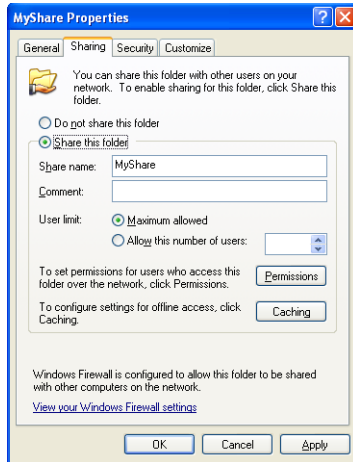 MyShare Properties
General Sharing Security Customize
You can share this folder with other users on your
network. To enable sharing for this folder, click Share this
folder.
Do not share this folder
Share this folder
Share name: MyShare
Comment:
User limit: Maximum allowed
Allow this number of users:
To set permissions for users who access this
folder over the network, click Permissions.
Permissions
To configure settings for offline access, click
Caching.
Caching
Windows Firewall is configured to allow this folder to be shared
with other computers on the network.
View your Windows Firewall settings
OK Cancel Apply